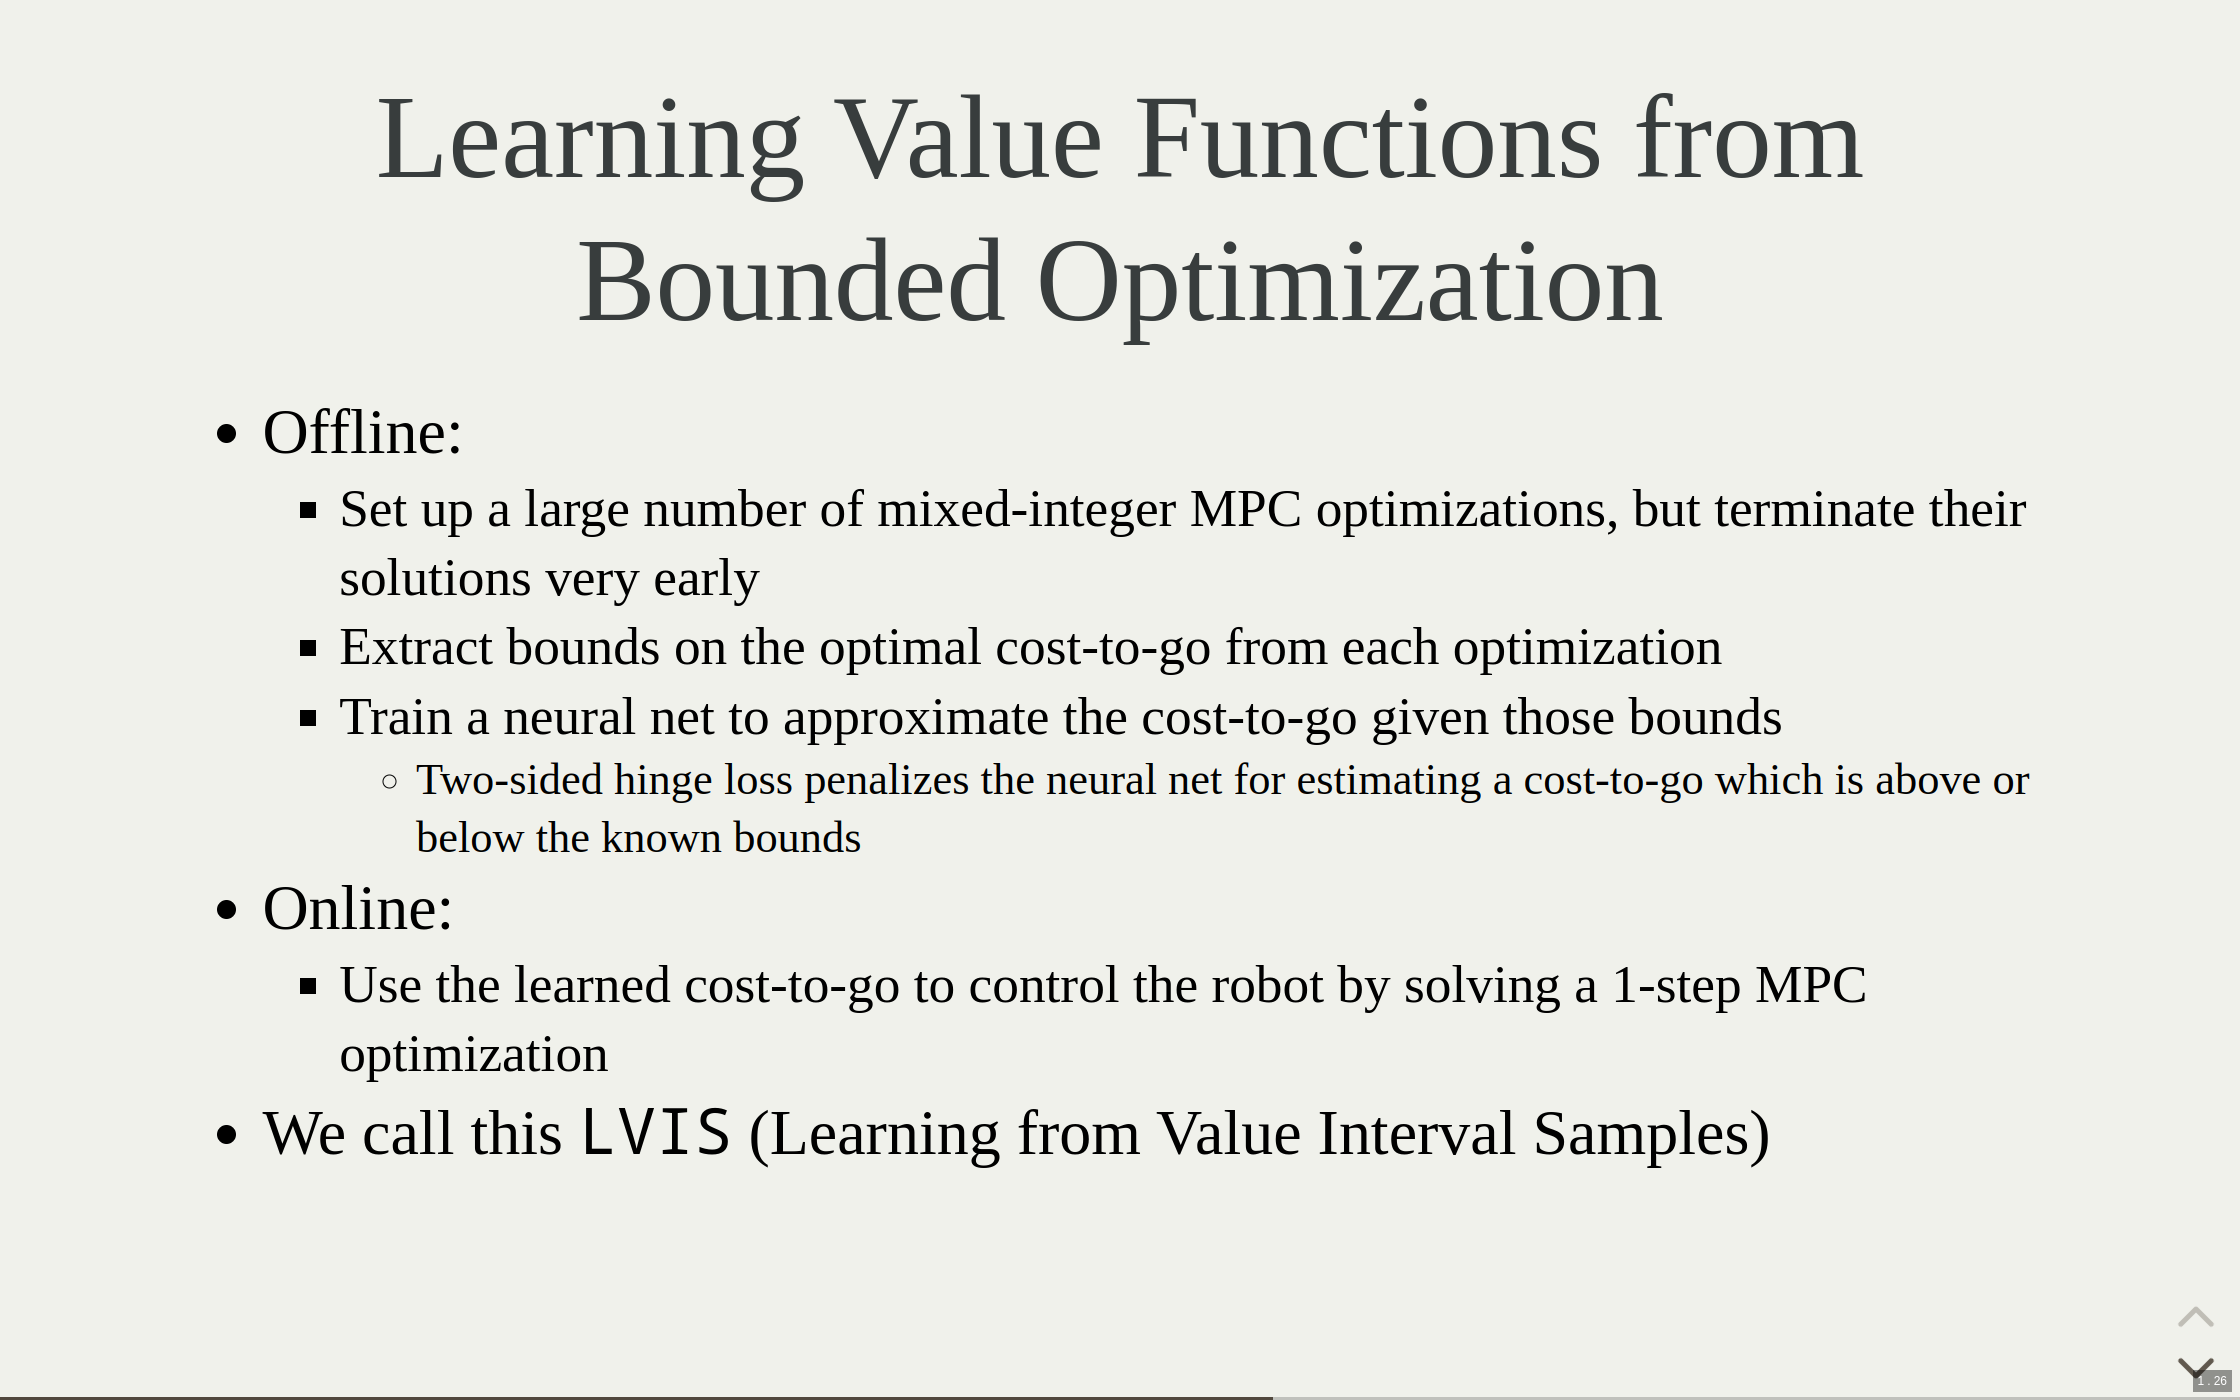 Learning Value Functions from
Bounded Optimization
• Offline:
▪ Set up a large number of mixed-integer MPC optimizations, but terminate their
solutions very early
▪ Extract bounds on the optimal cost-to-go from each optimization
▪ Train a neural net to approximate the cost-to-go given those bounds
○ Two-sided hinge loss penalizes the neural net for estimating a cost-to-go which is above or
below the known bounds
• Online:
▪ Use the learned cost-to-go to control the robot by solving a 1-step MPC
optimization
• We call this LVIS (Learning from Value Interval Samples)
1 . 26